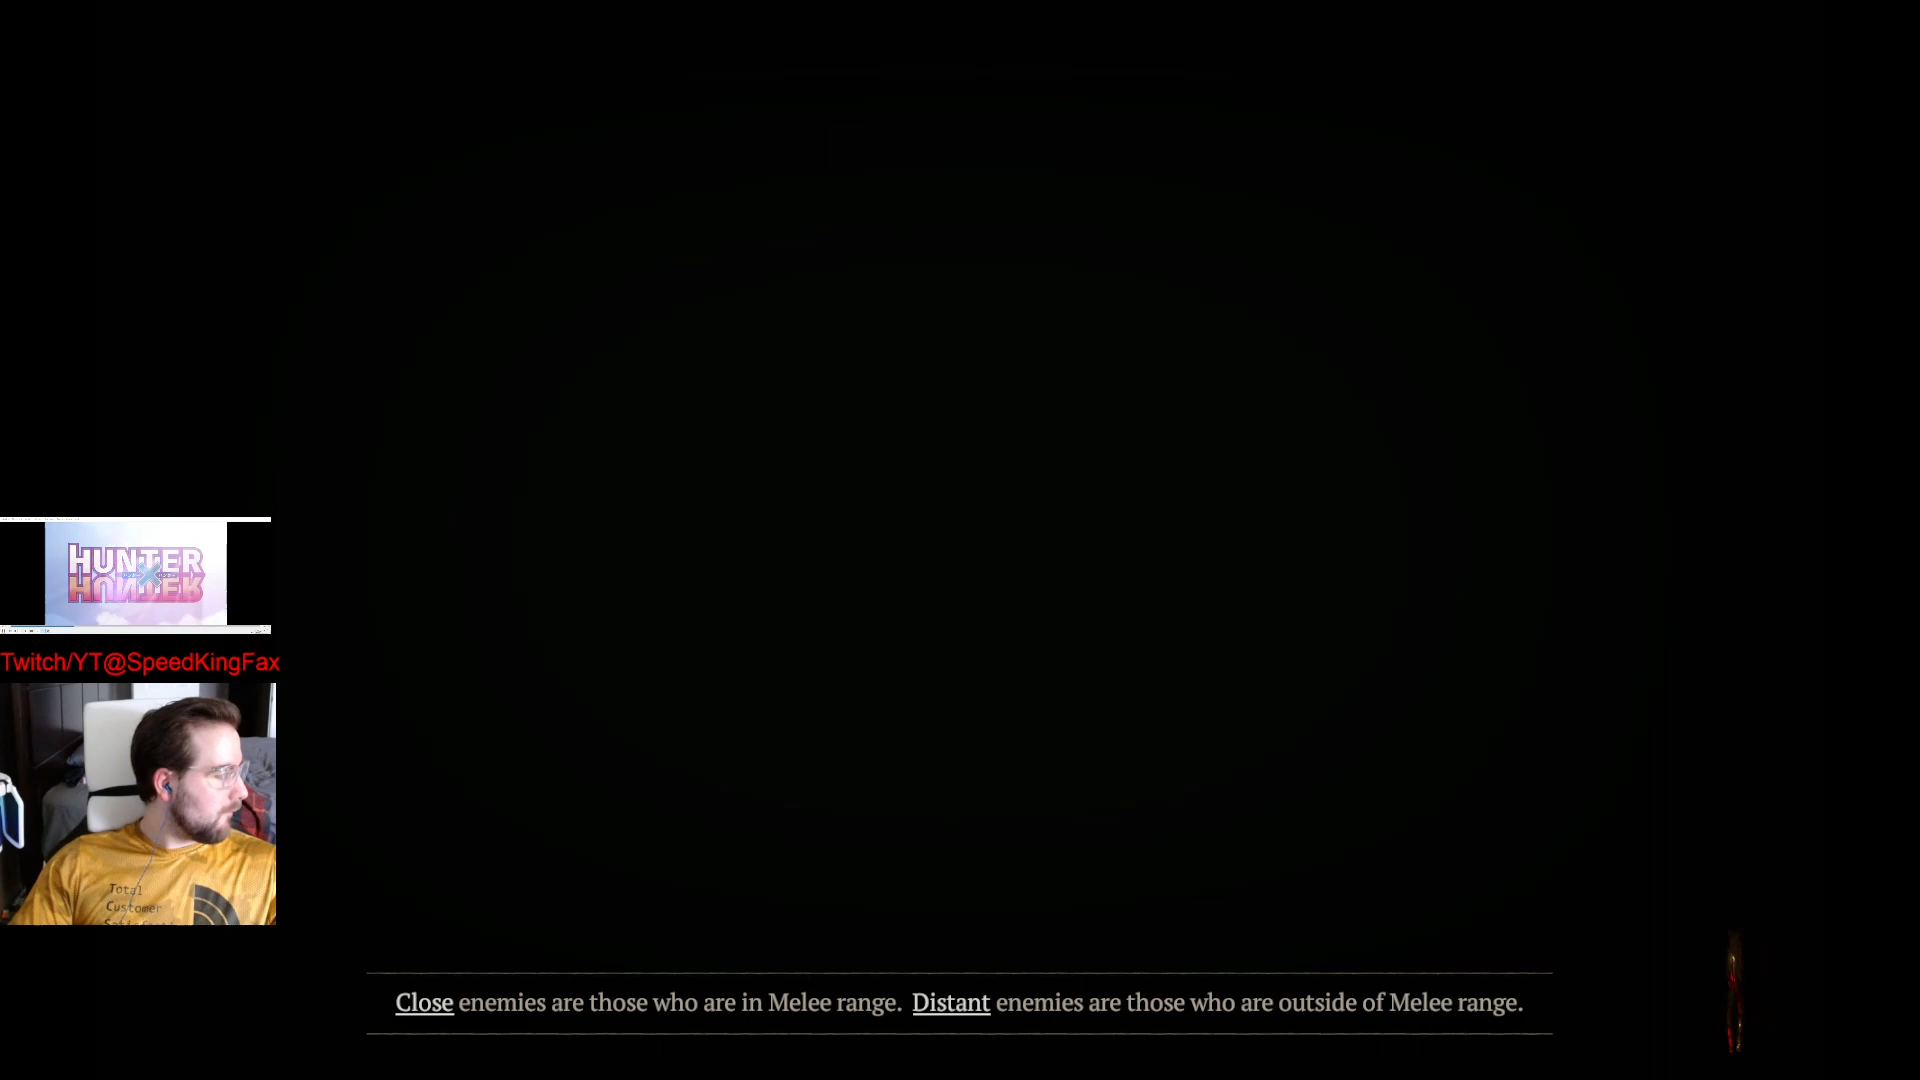 HUNTER
HUNTER
Twitch/YT@SpeedKingFax
Total
Customer
Close enemies are those who are in Melee range. Distant enemies are those who are outside of Melee range.